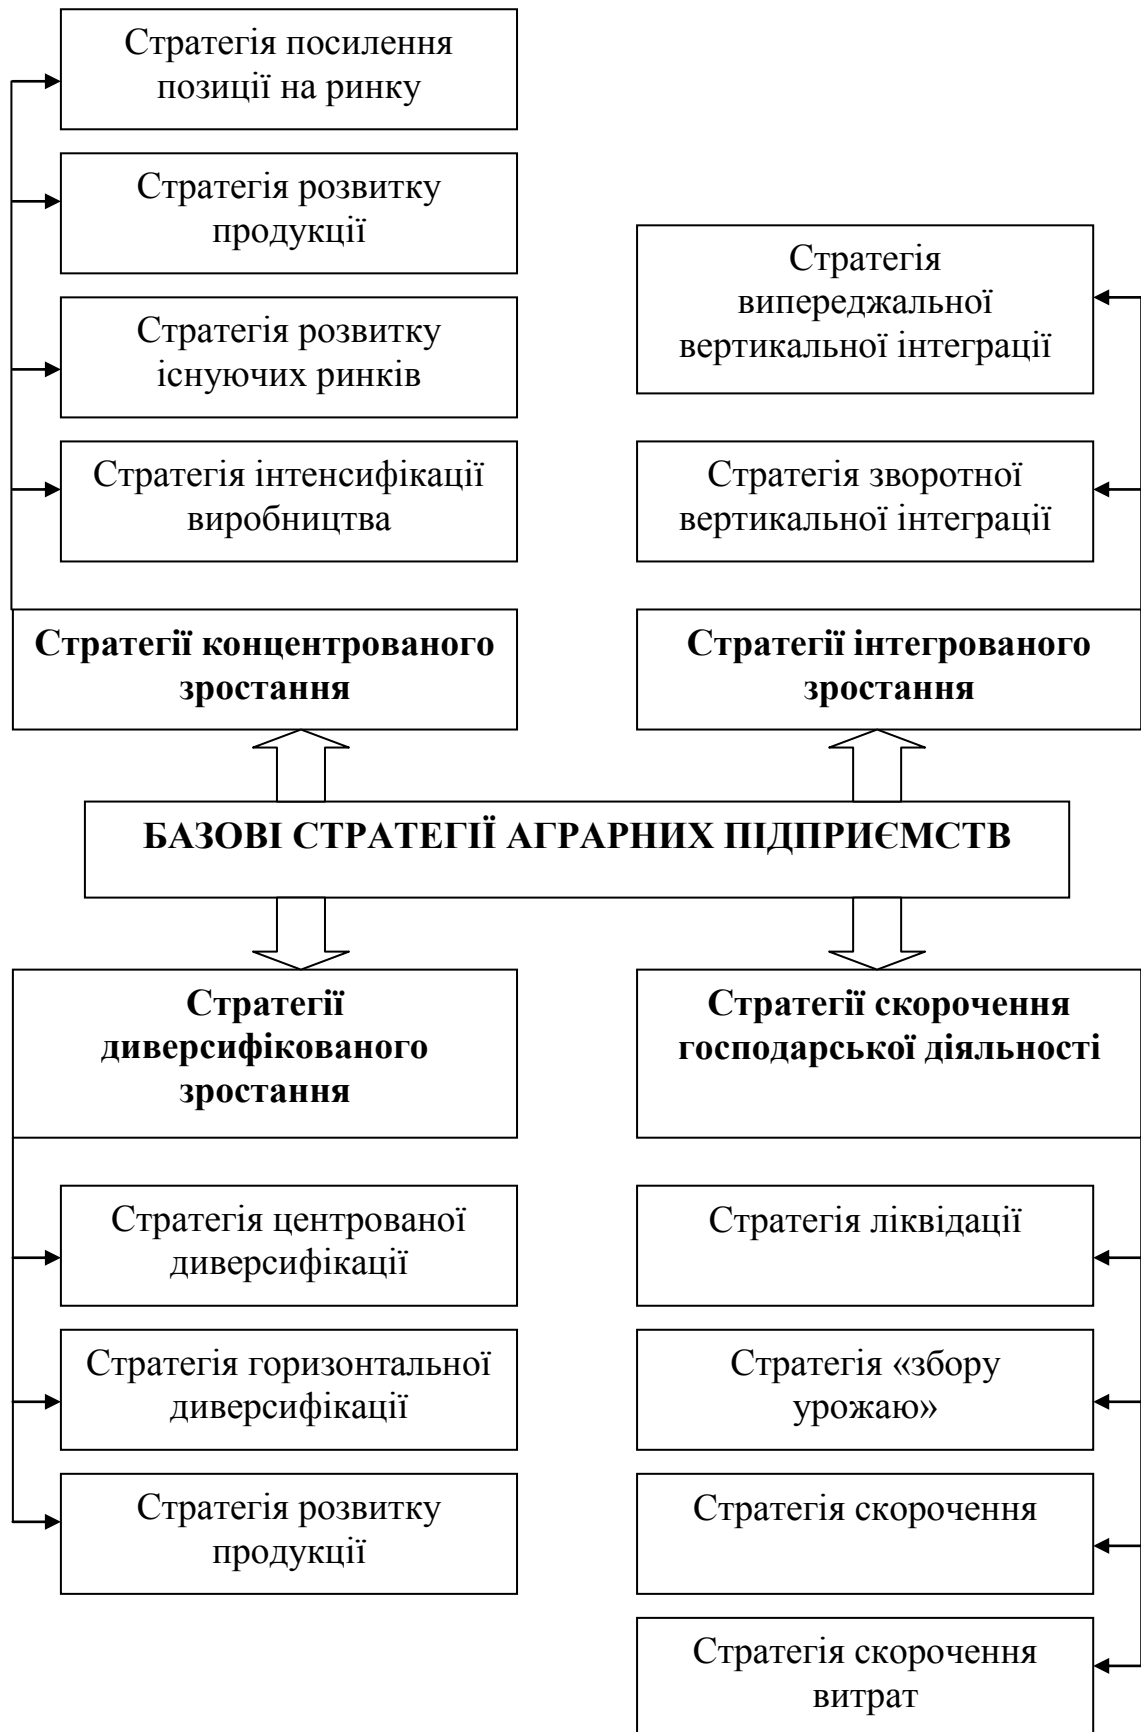 Стратегія посилення
позиції на ринку
Стратегія розвитку
продукції
Стратегія розвитку
існуючих ринків
Стратегія інтенсифікації
виробництва
Стратегії концентрованого
зростання
Стратегія
випереджальної
вертикальної інтеграції
Стратегія зворотної
вертикальної інтеграції
Стратегії інтегрованого
зростання
БАЗОВІ СТРАТЕГІЇ АГРАРНИХ ПІДПРИЄМСТВ
Стратегії
диверсифікованого
зростання
Стратегія центрованої
диверсифікації
Стратегія горизонтальної
диверсифікації
Стратегія розвитку
продукції
Стратегії скорочення
господарської діяльності
Стратегія ліквідації
Стратегія «збору
урожаю»
Стратегія скорочення
Стратегія скорочення
витрат